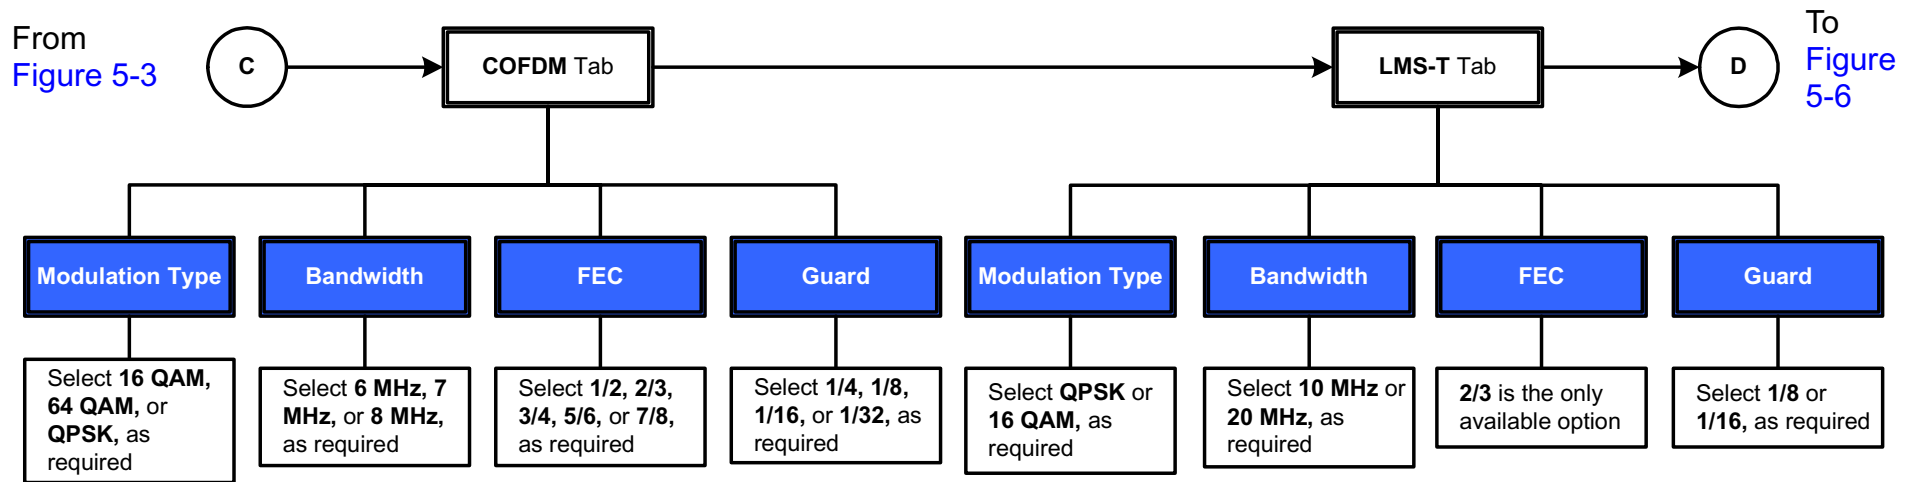 From
Figure 5-3
C
COFDM Tab
LMS-T Tab
D
To
Figure
5-6
Modulation Type
Bandwidth
FEC
Guard
Modulation Type
Bandwidth
FEC
Guard
Select 16 QAM,
64 QAM, or
QPSK, as
required
Select 6 MHz, 7
MHz, or 8 MHz,
as required
Select 1/2, 2/3,
3/4, 5/6, or 7/8,
as required
Select 1/4, 1/8,
1/16, or 1/32, as
required
Select QPSK or
16 QAM, as
required
Select 10 MHz or
20 MHz, as
required
2/3 is the only
available option
Select 1/8 or
1/16, as required